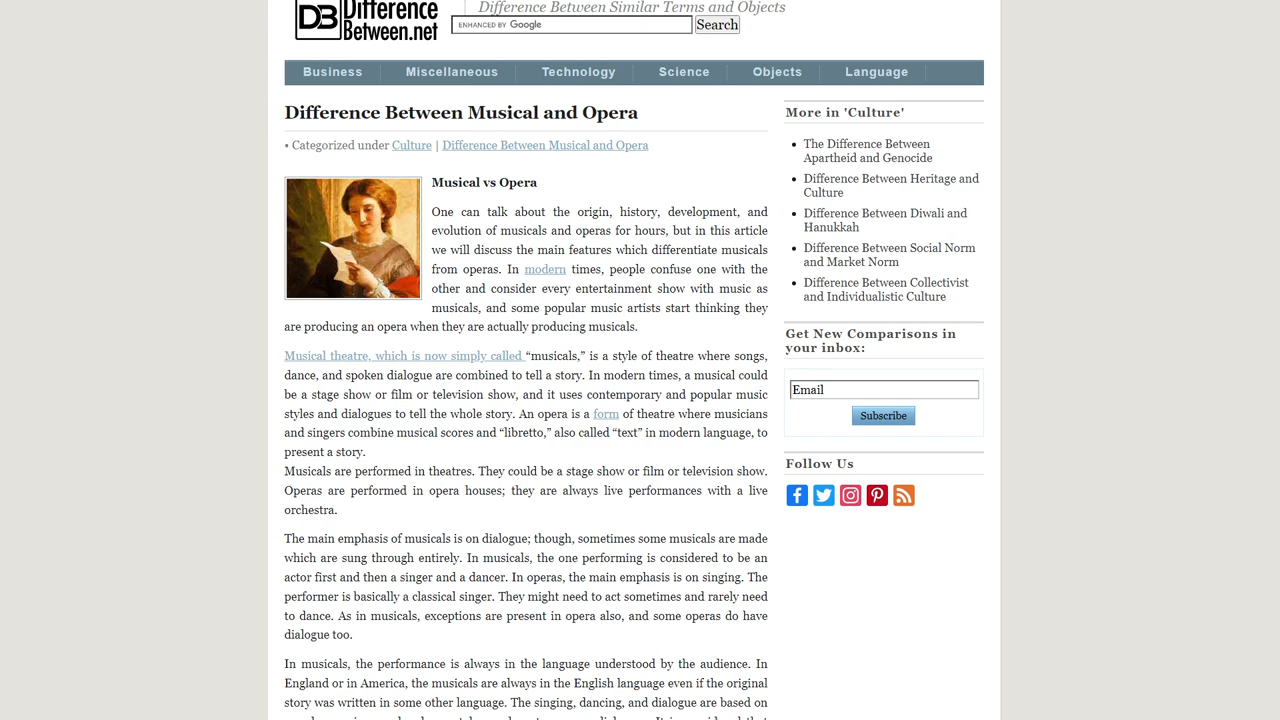 DB Difference Between.net
Difference Between Similar Terms and Objects
ENHANCED BY Google
Search
Business Miscellaneous Technology Science Objects Language
Difference Between Musical and Opera
• Categorized under Culture | Difference Between Musical and Opera
Musical vs Opera
One can talk about the origin, history, development, and
evolution of musicals and operas for hours, but in this article
we will discuss the main features which differentiate musicals
from operas. In modern times, people confuse one with the
other and consider every entertainment show with music as
musicals, and some popular music artists start thinking they
are producing an opera when they are actually producing musicals.
Musical theatre, which is now simply called “musicals,” is a style of theatre where songs,
dance, and spoken dialogue are combined to tell a story. In modern times, a musical could
be a stage show or film or television show, and it uses contemporary and popular music
styles and dialogues to tell the whole story. An opera is a form of theatre where musicians
and singers combine musical scores and “libretto,” also called “text” in modern language, to
present a story.
Musicals are performed in theatres. They could be a stage show or film or television show.
Operas are performed in opera houses; they are always live performances with a live
orchestra.
The main emphasis of musicals is on dialogue; though, sometimes some musicals are made
which are sung through entirely. In musicals, the one performing is considered to be an
actor first and then a singer and a dancer. In operas, the main emphasis is on singing. The
performer is basically a classical singer. They might need to act sometimes and rarely need
to dance. As in musicals, exceptions are present in opera also, and some operas do have
dialogue too.
In musicals, the performance is always in the language understood by the audience. In
England or in America, the musicals are always in the English language even if the original
story was written in some other language. The singing, dancing, and dialogue are based on
More in 'Culture'
The Difference Between
Apartheid and Genocide
Difference Between Heritage and
Culture
Difference Between Diwali and
Hanukkah
Difference Between Social Norm
and Market Norm
Difference Between Collectivist
and Individualistic Culture
Get New Comparisons in
your inbox:
Email
Subscribe
Follow Us